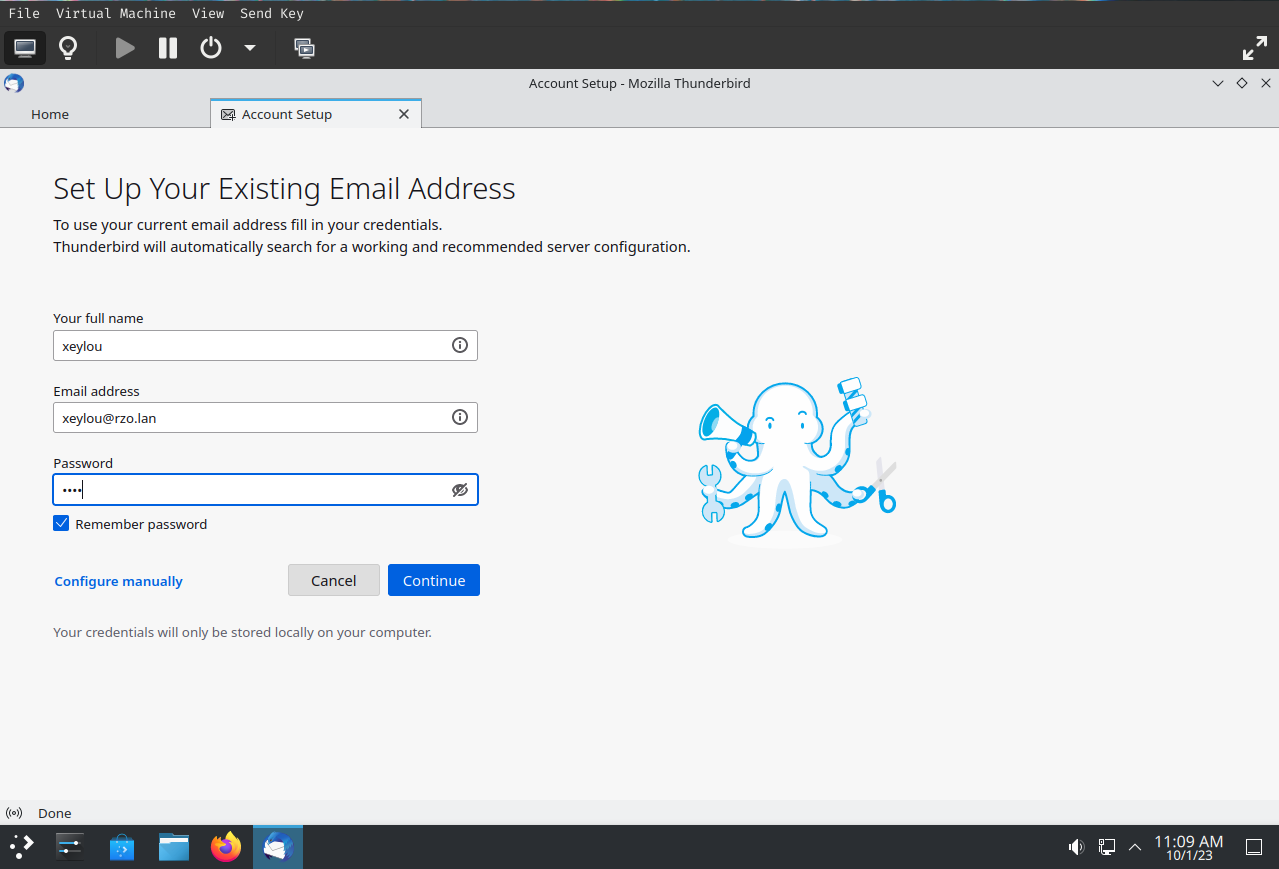 File Virtual Machine View Send Key
Account Setup - Mozilla Thunderbird
Home Account Setup
Set Up Your Existing Email Address
To use your current email address fill in your credentials.
Thunderbird will automatically search for a working and recommended server configuration.
Your full name
xeylou
Email address
xeylou@rzo.lan
Password
••••
Remember password
Configure manually Cancel Continue
Your credentials will only be stored locally on your computer.
Done
11:09 AM
10/1/23